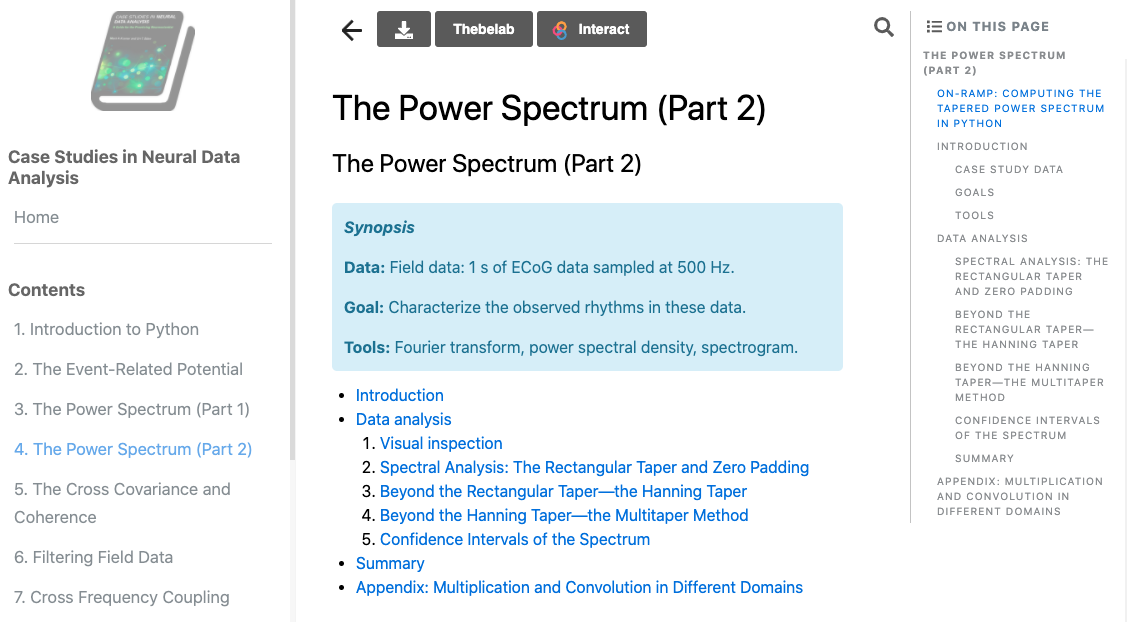 CASE STUDIES IN NEURAL
DATA ANALYSIS
Case Studies in Neural Data
Analysis
Home
Contents
1. Introduction to Python
2. The Event-Related Potential
3. The Power Spectrum (Part 1)
4. The Power Spectrum (Part 2)
5. The Cross Covariance and
Coherence
6. Filtering Field Data
7. Cross Frequency Coupling
Thebelab
Interact
The Power Spectrum (Part 2)
The Power Spectrum (Part 2)
Synopsis
Data: Field data: 1 s of ECoG data sampled at 500 Hz.
Goal: Characterize the observed rhythms in these data.
Tools: Fourier transform, power spectral density, spectrogram.
• Introduction
• Data analysis
1. Visual inspection
2. Spectral Analysis: The Rectangular Taper and Zero Padding
3. Beyond the Rectangular Taper—the Hanning Taper
4. Beyond the Hanning Taper—the Multitaper Method
5. Confidence Intervals of the Spectrum
• Summary
• Appendix: Multiplication and Convolution in Different Domains
ON THIS PAGE
THE POWER SPECTRUM
(PART 2)
ON-RAMP: COMPUTING THE
TAPERED POWER SPECTRUM
IN PYTHON
INTRODUCTION
CASE STUDY DATA
GOALS
TOOLS
DATA ANALYSIS
SPECTRAL ANALYSIS: THE
RECTANGULAR TAPER
AND ZERO PADDING
BEYOND THE
RECTANGULAR TAPER—
THE HANNING TAPER
BEYOND THE HANNING
TAPER—THE MULTITAPER
METHOD
CONFIDENCE INTERVALS
OF THE SPECTRUM
SUMMARY
APPENDIX: MULTIPLICATION
AND CONVOLUTION IN
DIFFERENT DOMAINS